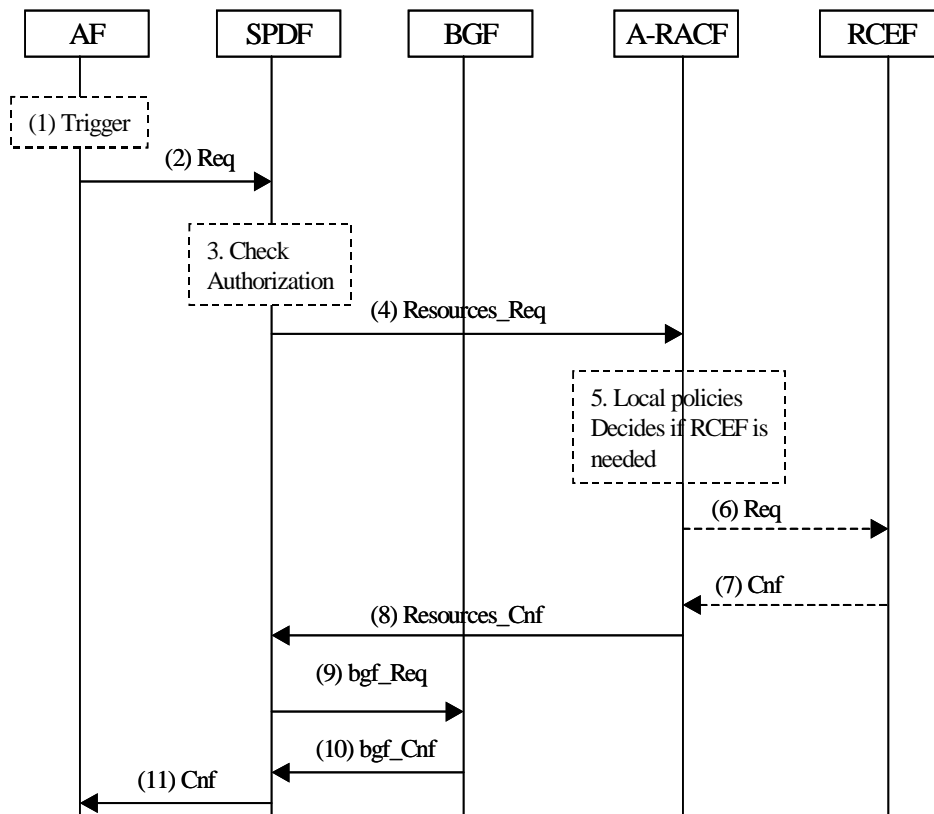 AF
SPDF
BGF
A-RACF
RCEF
(1) Trigger
(2) Req
3. Check
Authorization
(4) Resources_Req
5. Local policies
Decides if RCEF is
needed
(6) Req
(7) Cnf
(8) Resources_Cnf
(9) bgf_Req
(10) bgf_Cnf
(11) Cnf